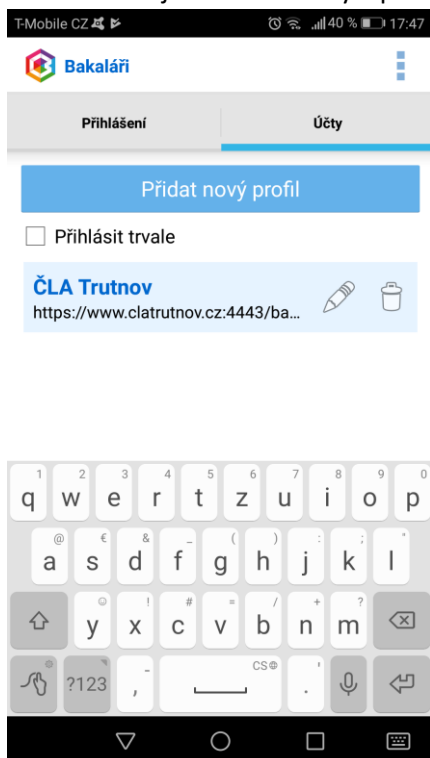 T-Mobile CZ 40 % 17:47
Bakaláři
Přihlášení Účty
Přidat nový profil
Přihlásit trvale
ČLA Trutnov
https://www.clatrutnov.cz:4443/ba...
1 2 3 4 5 6 7 8 9 0
q w e r t z u i o p
@ € & _ ( ) : ; "
a s d f g h j k l
! # = / + ?
y x c v b n m
- CS '
?123 , .